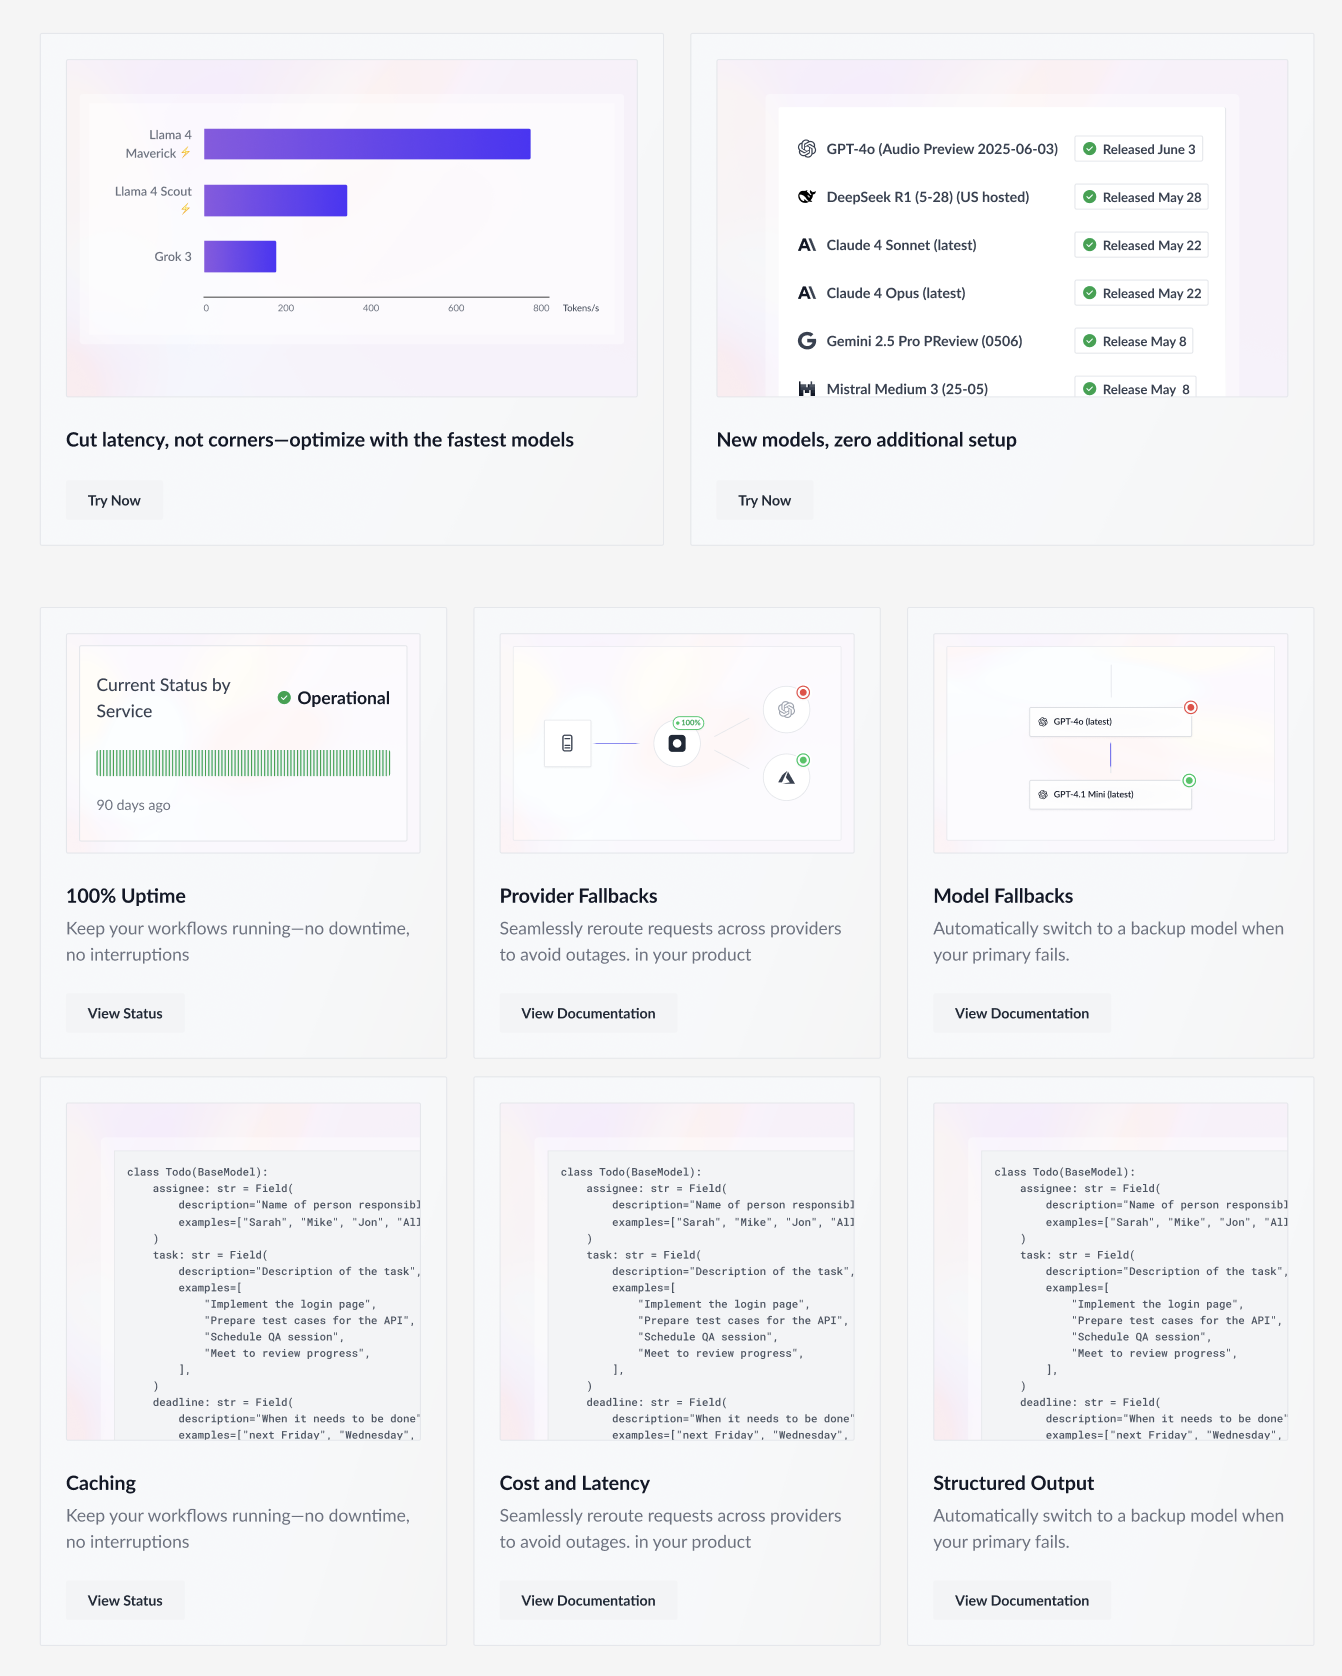 Llama 4
Maverick ⚡
Llama 4 Scout
⚡
Grok 3
0 200 400 600 800 Tokens/s
Cut latency, not corners—optimize with the fastest models
Try Now
GPT-4o (Audio Preview 2025-06-03) Released June 3
DeepSeek R1 (5-28) (US hosted) Released May 28
Claude 4 Sonnet (latest) Released May 22
Claude 4 Opus (latest) Released May 22
Gemini 2.5 Pro PReview (0506) Release May 8
Mistral Medium 3 (25-05) Release May 8
New models, zero additional setup
Try Now
Current Status by
Service
Operational
90 days ago
100% Uptime
Keep your workflows running—no downtime,
no interruptions
View Status
100%
Provider Fallbacks
Seamlessly reroute requests across providers
to avoid outages. in your product
View Documentation
GPT-4o (latest)
GPT-4.1 Mini (latest)
Model Fallbacks
Automatically switch to a backup model when
your primary fails.
View Documentation
class Todo(BaseModel):
assignee: str = Field(
description="Name of person responsibl
examples=["Sarah", "Mike", "Jon", "All
)
task: str = Field(
description="Description of the task",
examples=[
"Implement the login page",
"Prepare test cases for the API",
"Schedule QA session",
"Meet to review progress",
],
)
deadline: str = Field(
description="When it needs to be done"
examples=["next Friday", "Wednesday",
Caching
Keep your workflows running—no downtime,
no interruptions
View Status
class Todo(BaseModel):
assignee: str = Field(
description="Name of person responsibl
examples=["Sarah", "Mike", "Jon", "All
)
task: str = Field(
description="Description of the task",
examples=[
"Implement the login page",
"Prepare test cases for the API",
"Schedule QA session",
"Meet to review progress",
],
)
deadline: str = Field(
description="When it needs to be done"
examples=["next Friday", "Wednesday",
Cost and Latency
Seamlessly reroute requests across providers
to avoid outages. in your product
View Documentation
class Todo(BaseModel):
assignee: str = Field(
description="Name of person responsibl
examples=["Sarah", "Mike", "Jon", "All
)
task: str = Field(
description="Description of the task",
examples=[
"Implement the login page",
"Prepare test cases for the API",
"Schedule QA session",
"Meet to review progress",
],
)
deadline: str = Field(
description="When it needs to be done"
examples=["next Friday", "Wednesday",
Structured Output
Automatically switch to a backup model when
your primary fails.
View Documentation